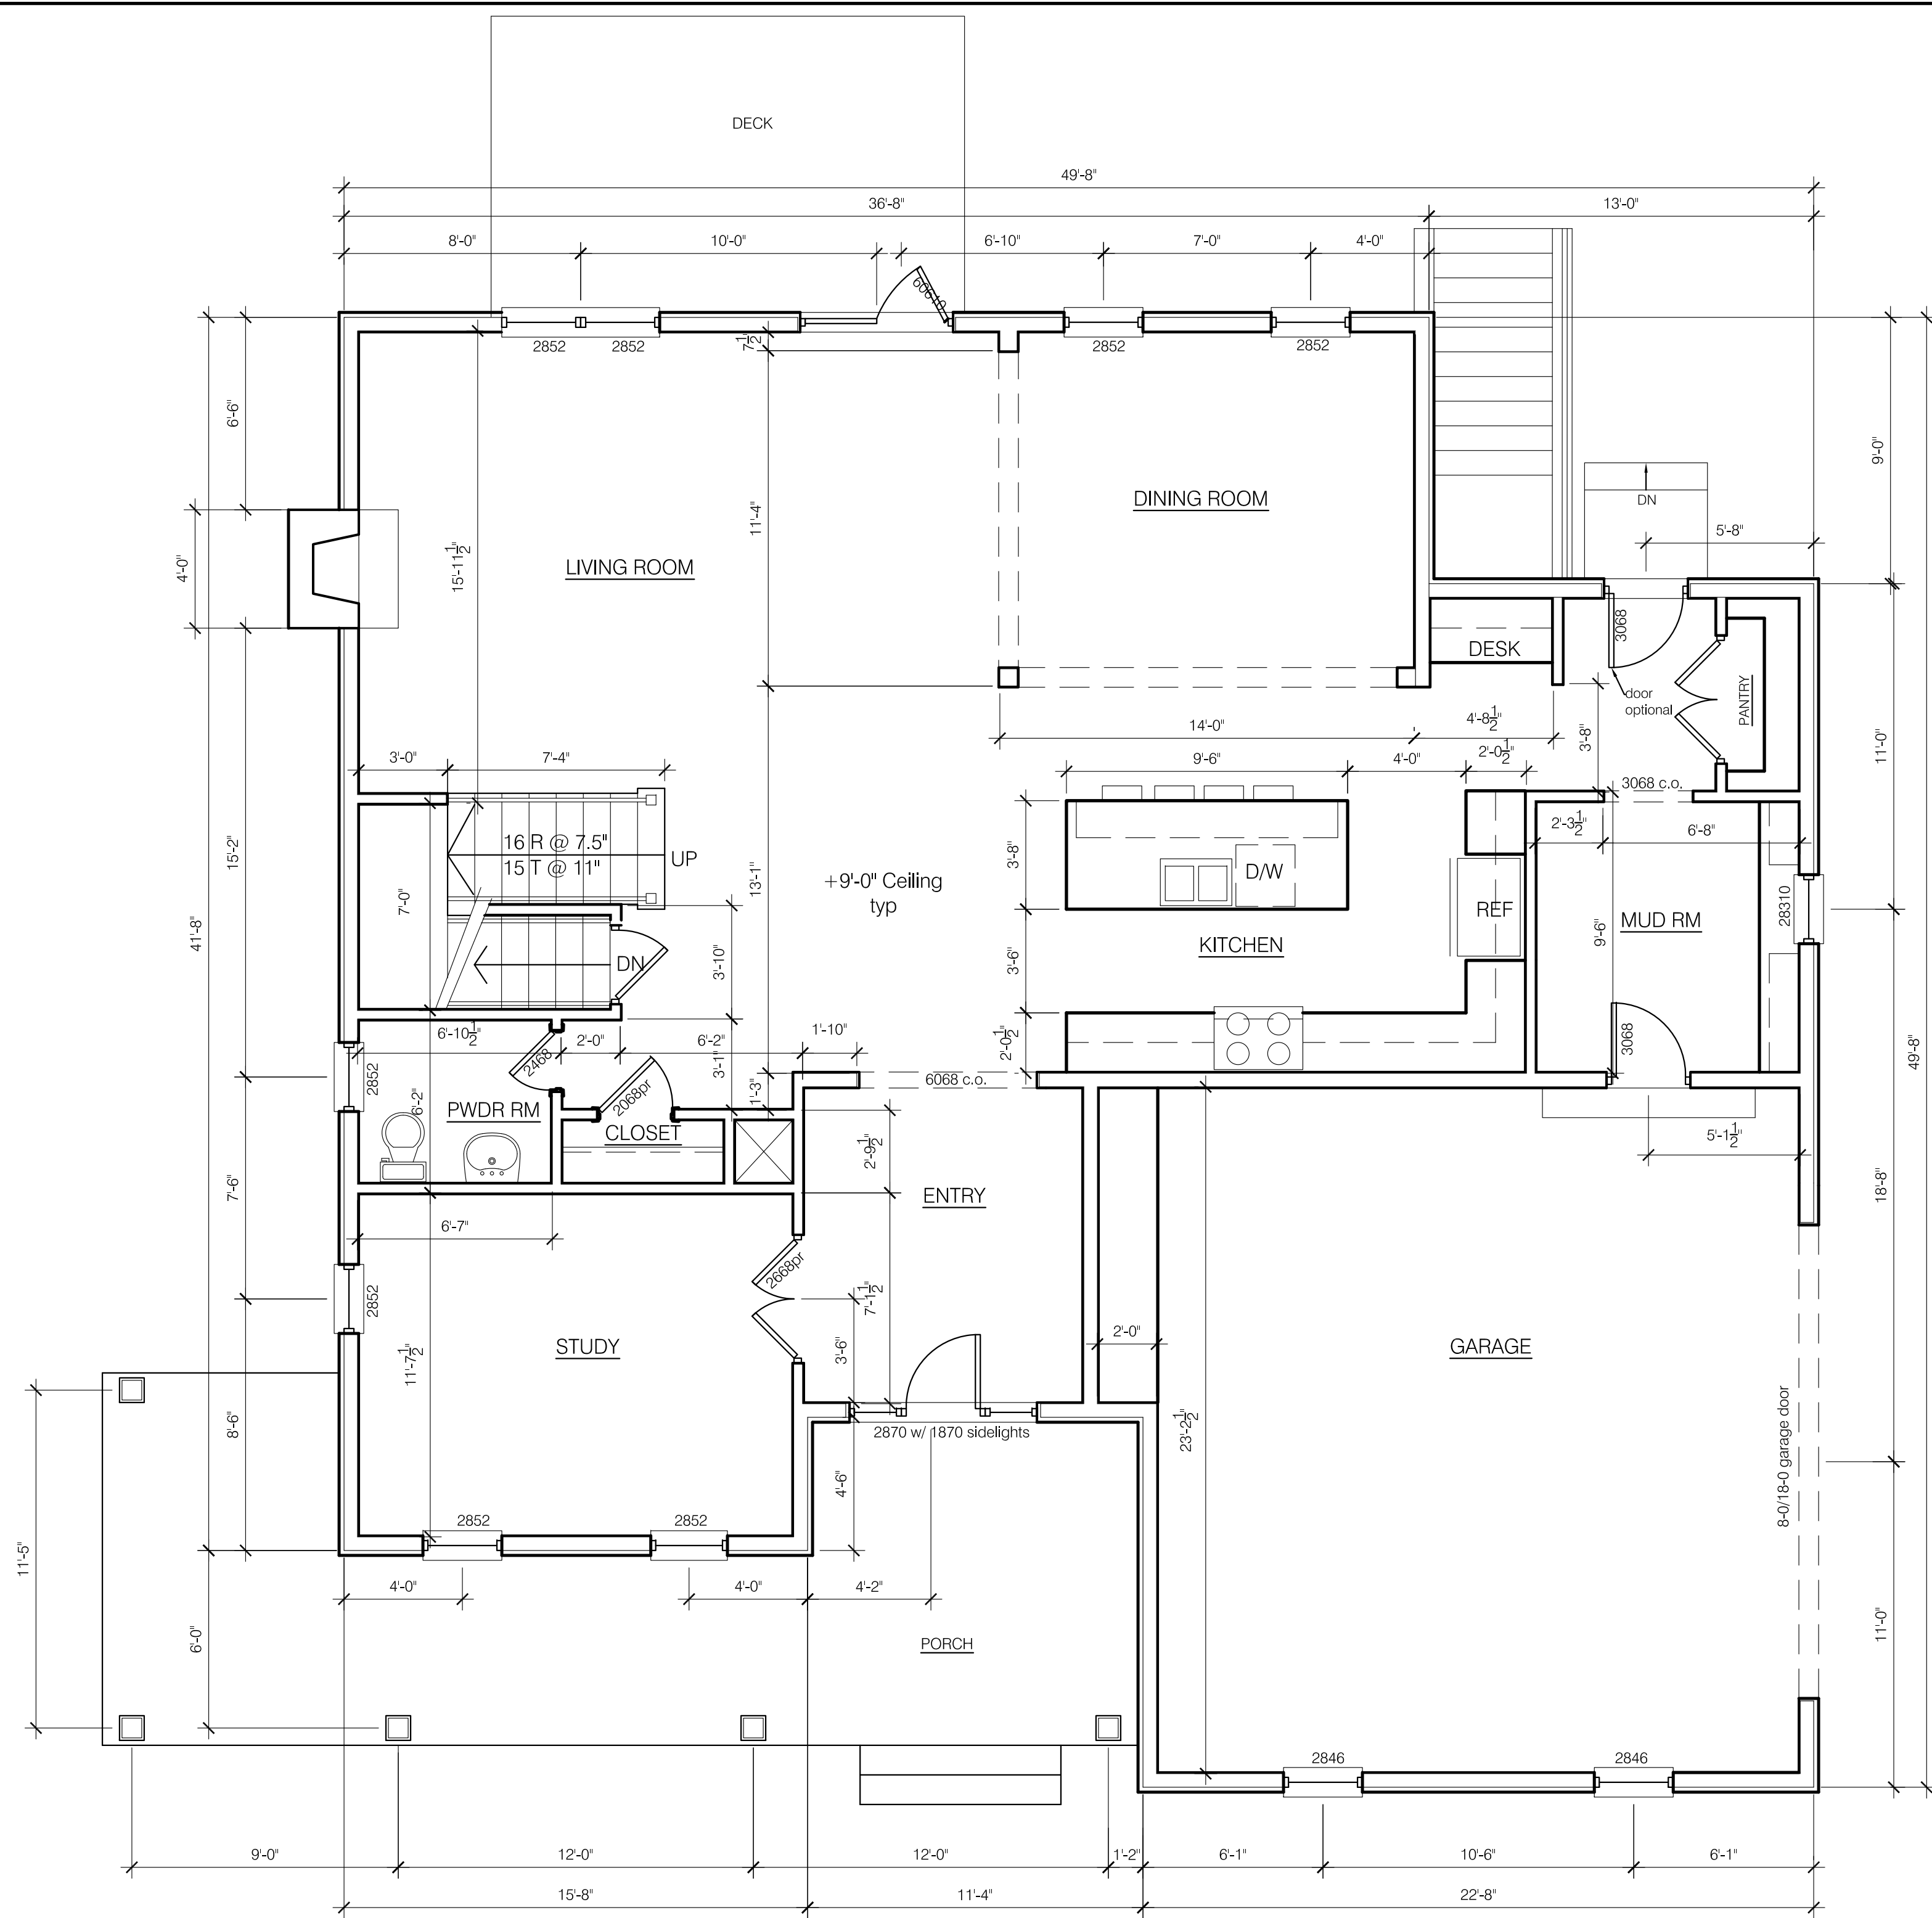 DECK
49'-8"
36'-8"
13'-0"
8'-0"
10'-0"
6'-10"
7'-0"
4'-0"
60610
2852
2852
2852
2852
7 1/2"
6'-6"
9'-0"
DINING ROOM
DN
11'-4"
5'-8"
LIVING ROOM
15'-11 1/2"
4'-0"
3068
DESK
door
optional
PANTRY
14'-0"
4'-8 1/2"
3'-8"
11'-0"
3'-0"
7'-4"
9'-6"
4'-0"
2'-0 1/2"
3068 c.o.
16 R @ 7.5"
15 T @ 11"
UP
2'-3 1/2"
6'-8"
15'-2"
3'-8"
13'-1"
D/W
+9'-0" Ceiling
typ
7'-0"
REF
28310
MUD RM
41'-8"
KITCHEN
9'-6"
DN
3'-10"
3'-6"
6'-10 1/2"
2'-0"
6'-2"
1'-10"
2'-0 1/2"
2468
3068
49'-8"
2852
2068pr
3'-1"
1'-3"
6068 c.o.
6'-2"
PWDR RM
CLOSET
2'-9 1/2"
5'-1 1/2"
7'-6"
ENTRY
18'-8"
6'-7"
2668pr
2852
7'-1 1/2"
STUDY
3'-6"
2'-0"
GARAGE
11'-7 1/2"
8'-6"
2870 w/ 1870 sidelights
23'-2 1/2"
8-0/18-0 garage door
4'-6"
2852
2852
11'-5"
4'-0"
4'-0"
4'-2"
6'-0"
PORCH
11'-0"
2846
2846
9'-0"
12'-0"
12'-0"
1'-2"
6'-1"
10'-6"
6'-1"
15'-8"
11'-4"
22'-8"